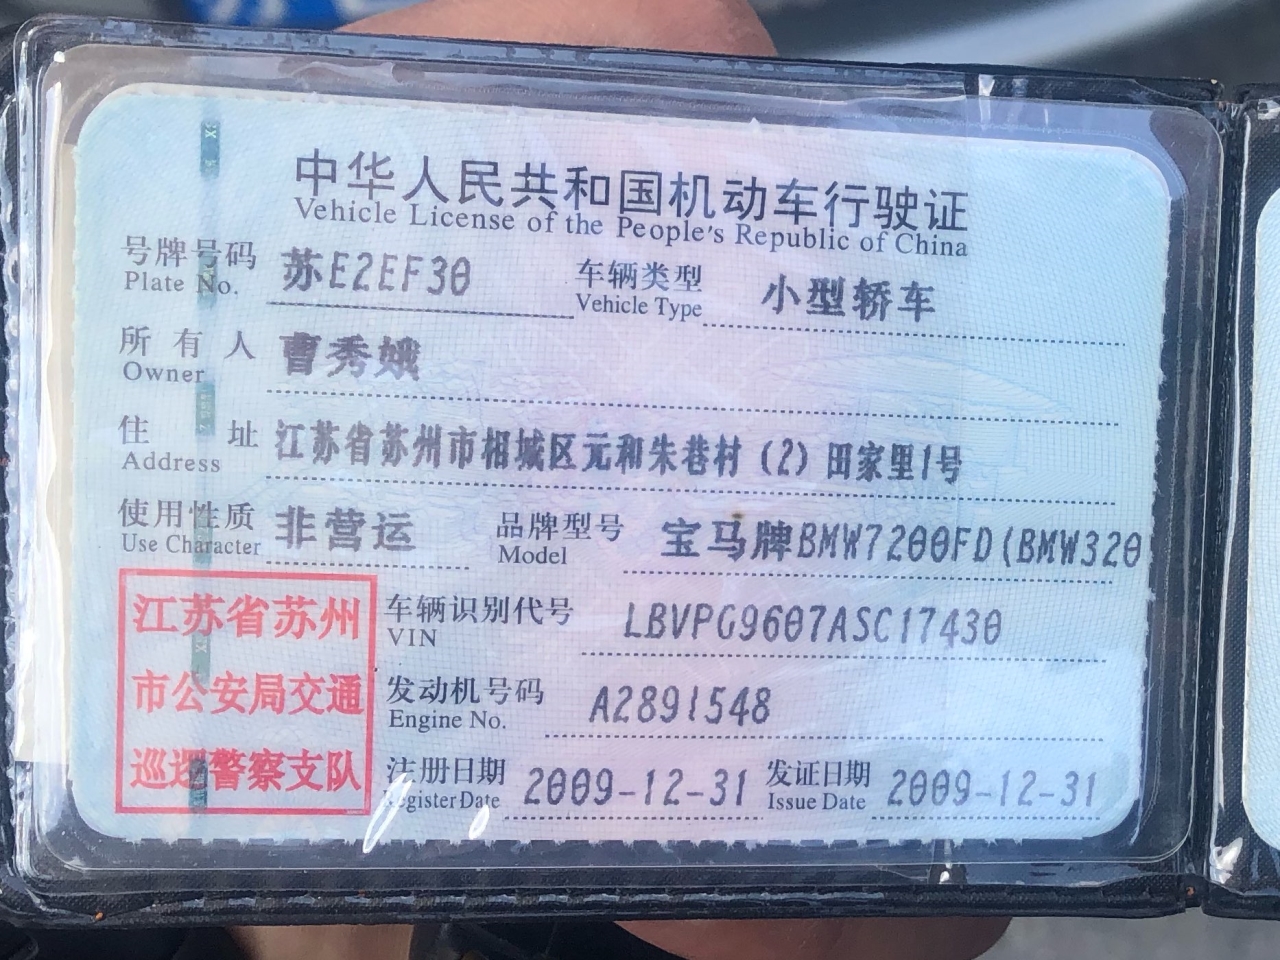 中华人民共和国机动车行驶证
Vehicle License of the People's Republic of China
号牌号码 苏E2EF30 车辆类型 小型轿车
Plate No. Vehicle Type
所有人 曹秀娥
Owner
住址 江苏省苏州市相城区元和朱巷村（2）田家里1号
Address
使用性质 非营运 品牌型号 宝马牌BMW7200FD(BMW320
Use Character Model
江苏省苏州
市公安局交通
巡逻警察支队
车辆识别代号 LBVPG9607ASC17430
VIN
发动机号码 A2891548
Engine No.
注册日期 2009-12-31 发证日期 2009-12-31
Register Date Issue Date